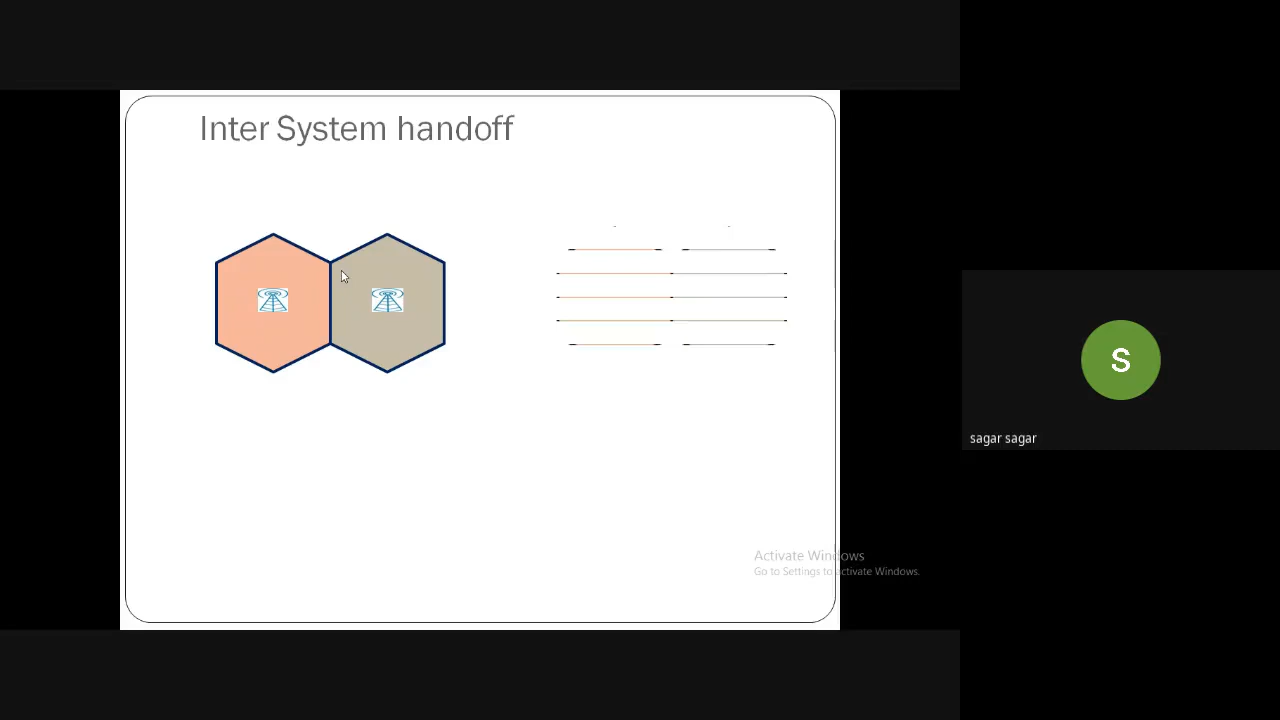 Inter System handoff
S
sagar sagar
Activate Windows
Go to Settings to activate Windows.